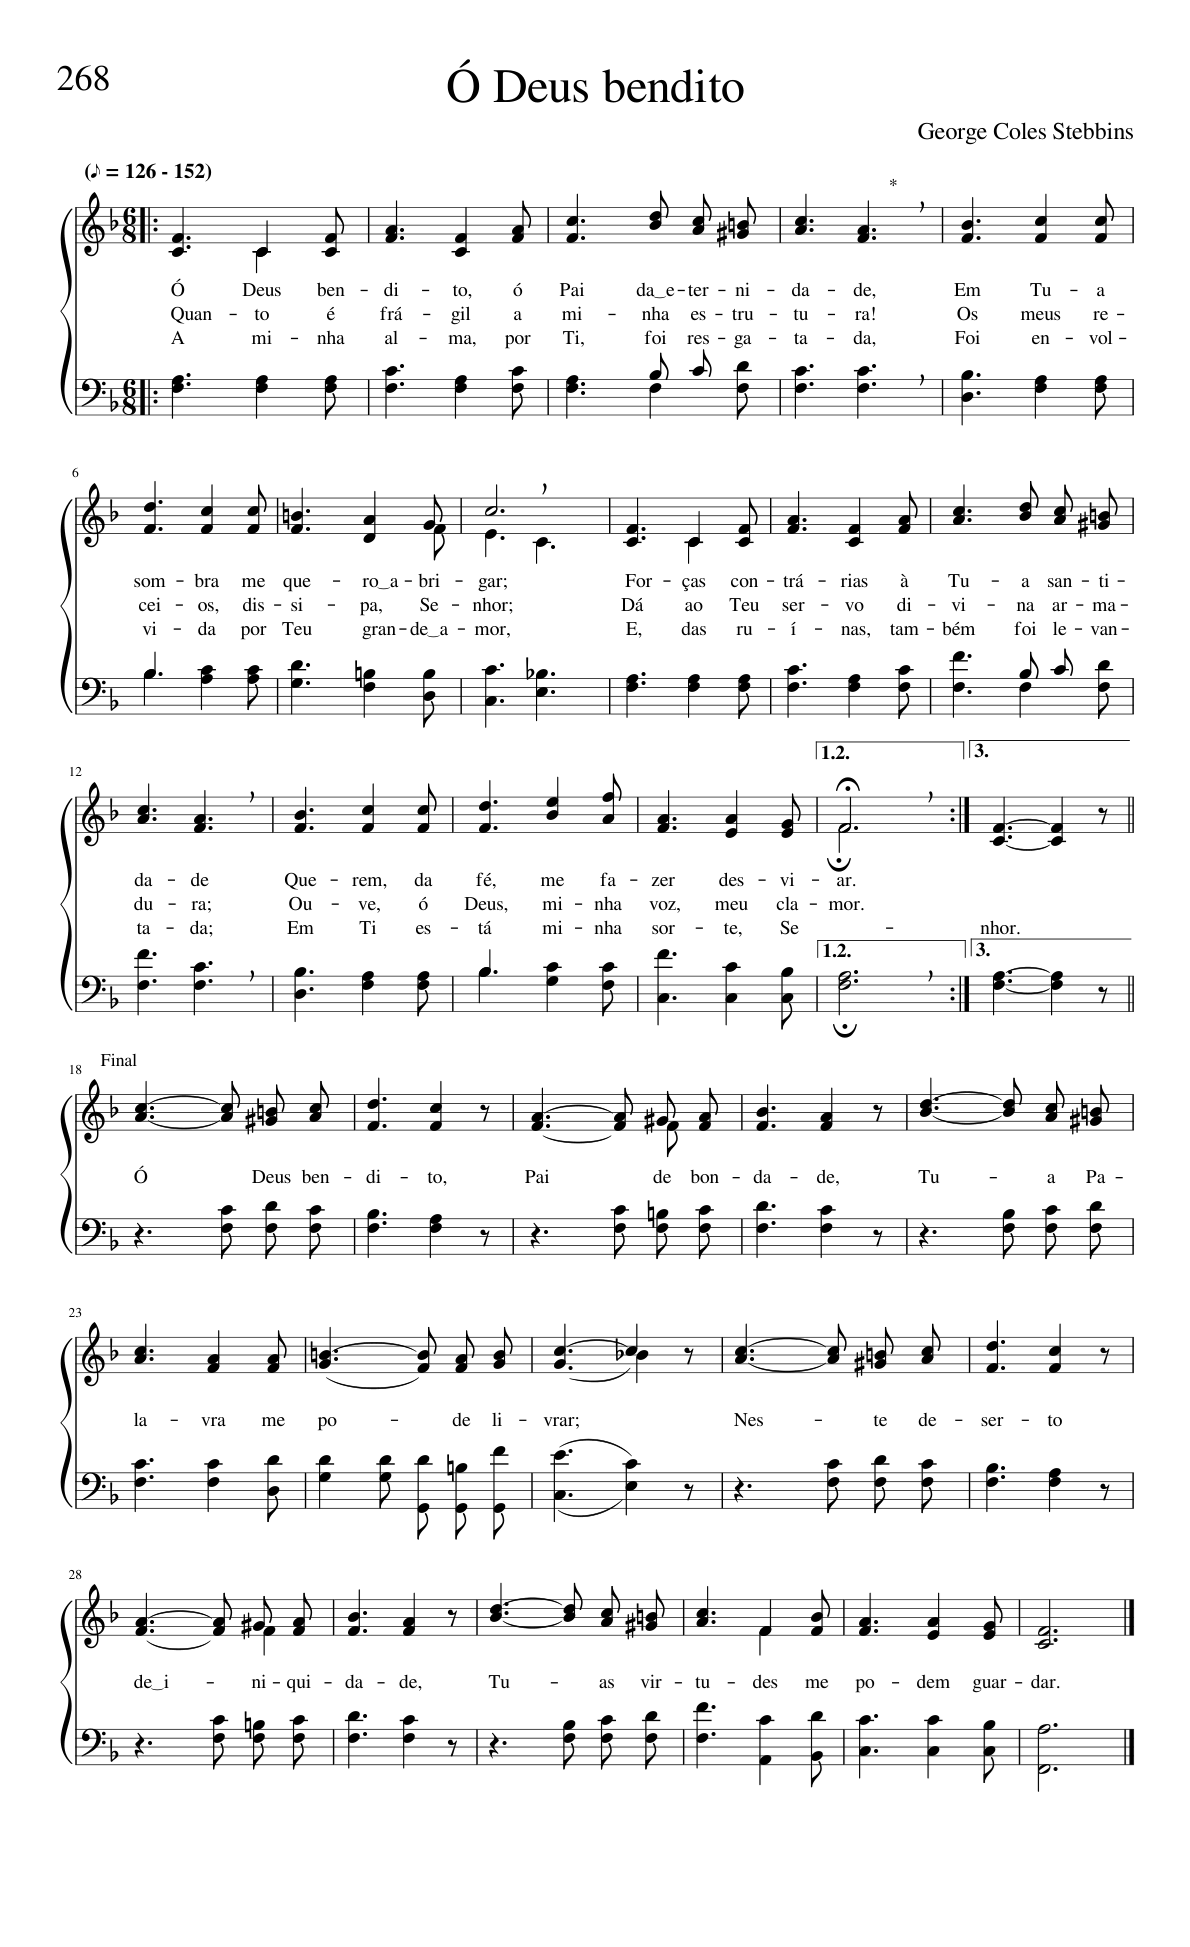 268
Ó Deus bendito
George Coles Stebbins
(♪ = 126 - 152)
*
6
8
Ó Deus ben - di - to, ó Pai da‿e - ter - ni - da - de, Em Tu - a
Quan - to é frá - gil a mi - nha es - tru - tu - ra! Os meus re -
A mi - nha al - ma, por Ti, foi res - ga - ta - da, Foi en - vol -
6
8
6
som - bra me que - ro‿a - bri - gar; For - ças con - trá - rias à Tu - a san - ti -
cei - os, dis - si - pa, Se - nhor; Dá ao Teu ser - vo di - vi - na ar - ma -
vi - da por Teu gran - de‿a - mor, E, das ru - í - nas, tam - bém foi le - van -
1.2. 3.
12
da - de Que - rem, da fé, me fa - zer des - vi - ar.
du - ra; Ou - ve, ó Deus, mi - nha voz, meu cla - mor.
ta - da; Em Ti es - tá mi - nha sor - te, Se - nhor.
1.2. 3.
Final
18
Ó Deus ben - di - to, Pai de bon - da - de, Tu - a Pa -
23
la - vra me po - de li - vrar; Nes - te de - ser - to
28
de‿i - ni - qui - da - de, Tu - as vir - tu - des me po - dem guar - dar.